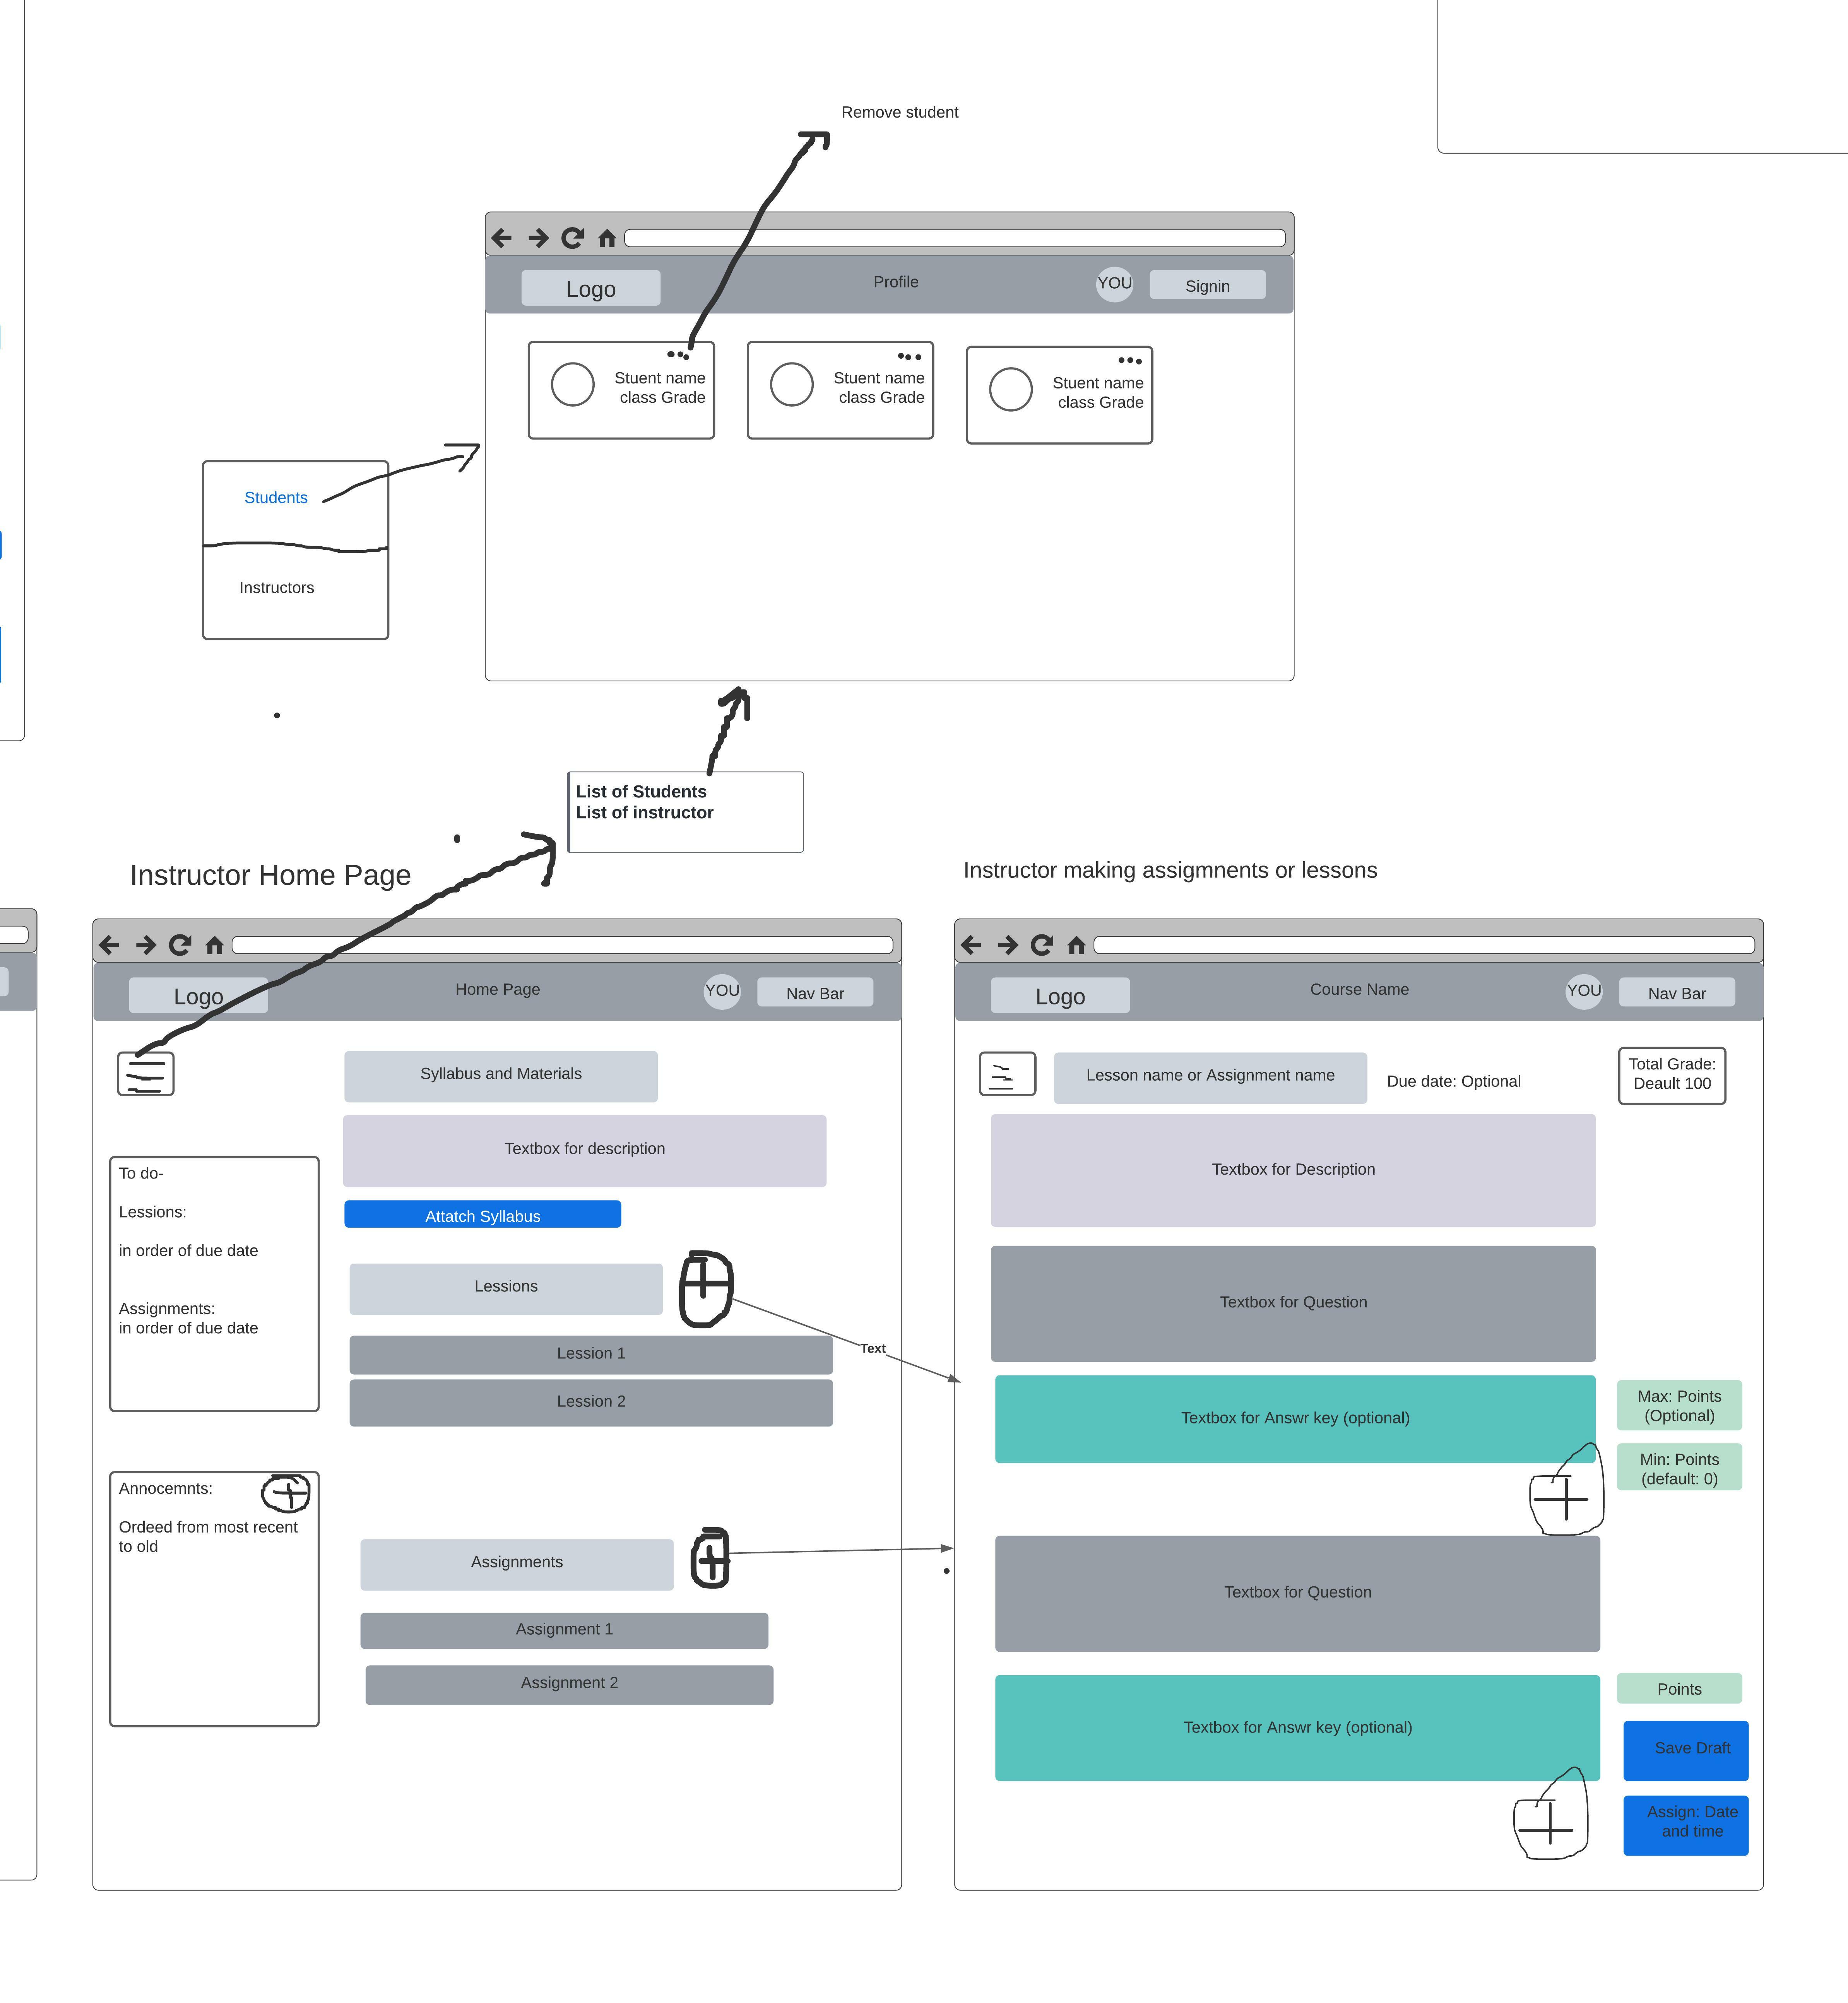 Remove student
Logo
Profile
YOU
Signin
Stuent name
class Grade
Stuent name
class Grade
Stuent name
class Grade
Students
Instructors
List of Students
List of instructor
Instructor Home Page
Logo
Home Page
YOU
Nav Bar
Syllabus and Materials
Textbox for description
Attatch Syllabus
To do-
Lessions:
in order of due date
Assignments:
in order of due date
Lessions
Text
Lession 1
Lession 2
Annocemnts:
Ordeed from most recent
to old
Assignments
Assignment 1
Assignment 2
Instructor making assigmnents or lessons
Logo
Course Name
YOU
Nav Bar
Lesson name or Assignment name
Due date: Optional
Total Grade:
Deault 100
Textbox for Description
Textbox for Question
Textbox for Answr key (optional)
Max: Points
(Optional)
Min: Points
(default: 0)
Textbox for Question
Textbox for Answr key (optional)
Points
Save Draft
Assign: Date
and time